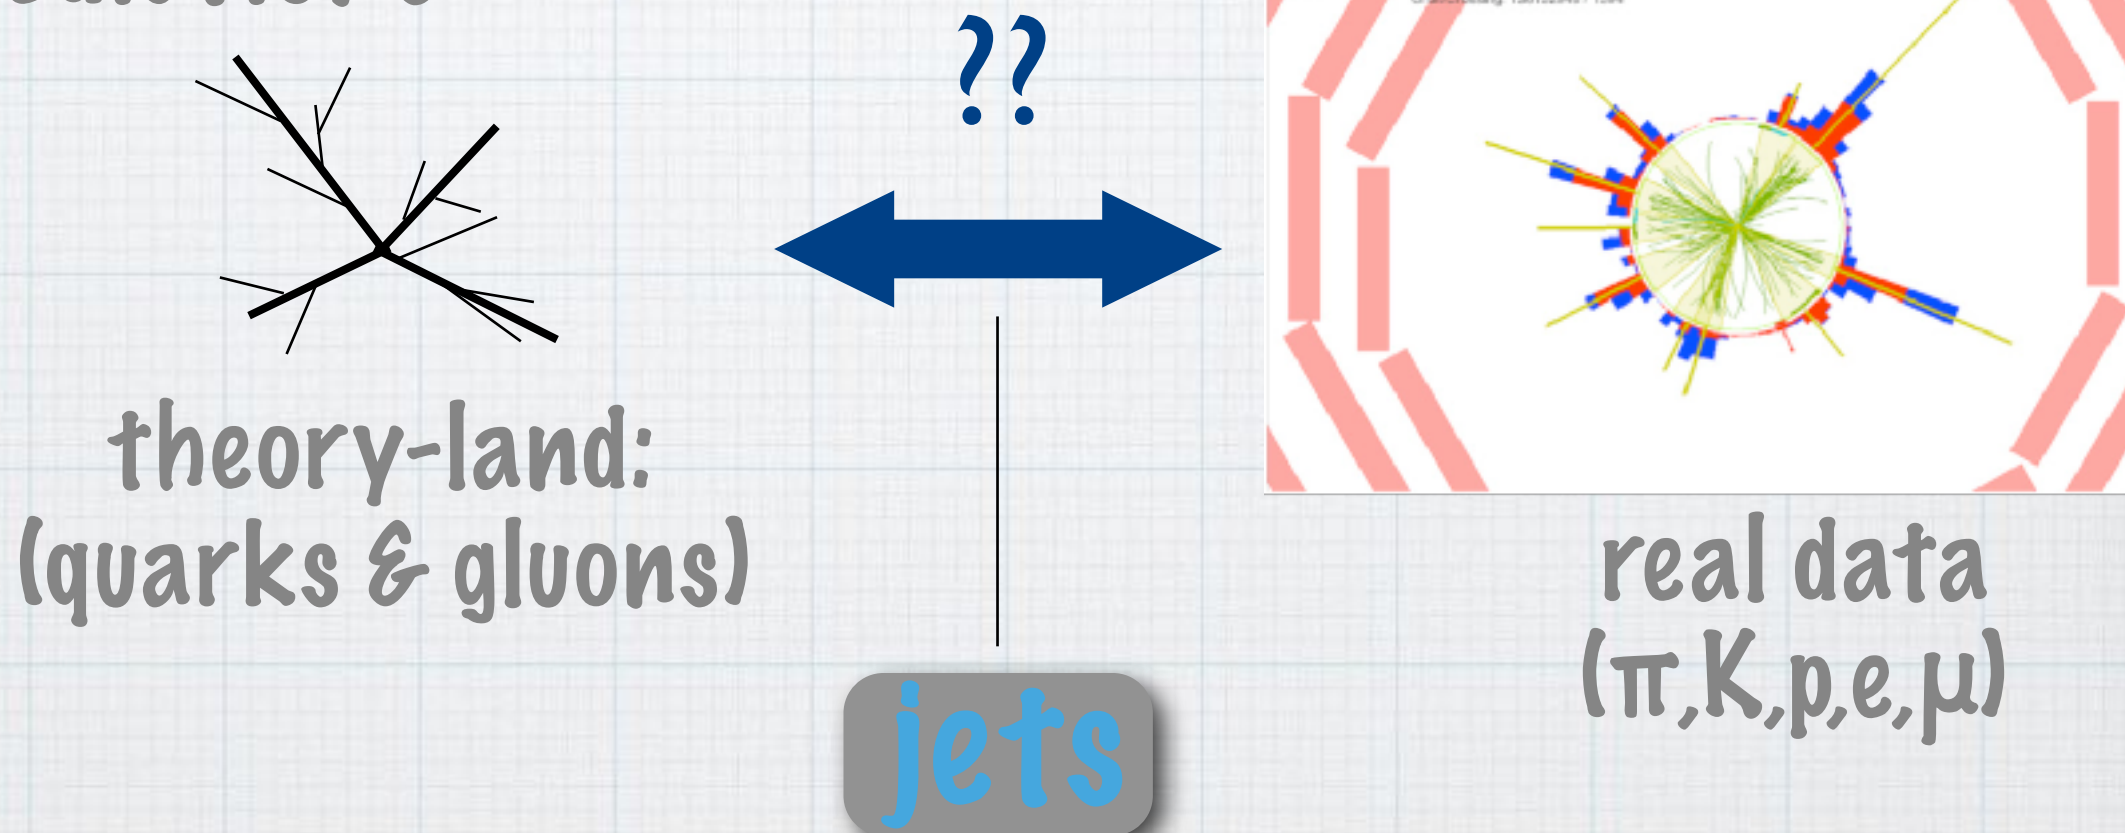 ??
theory-land:
(quarks & gluons)
real data
(π,K,p,e,μ)
jets